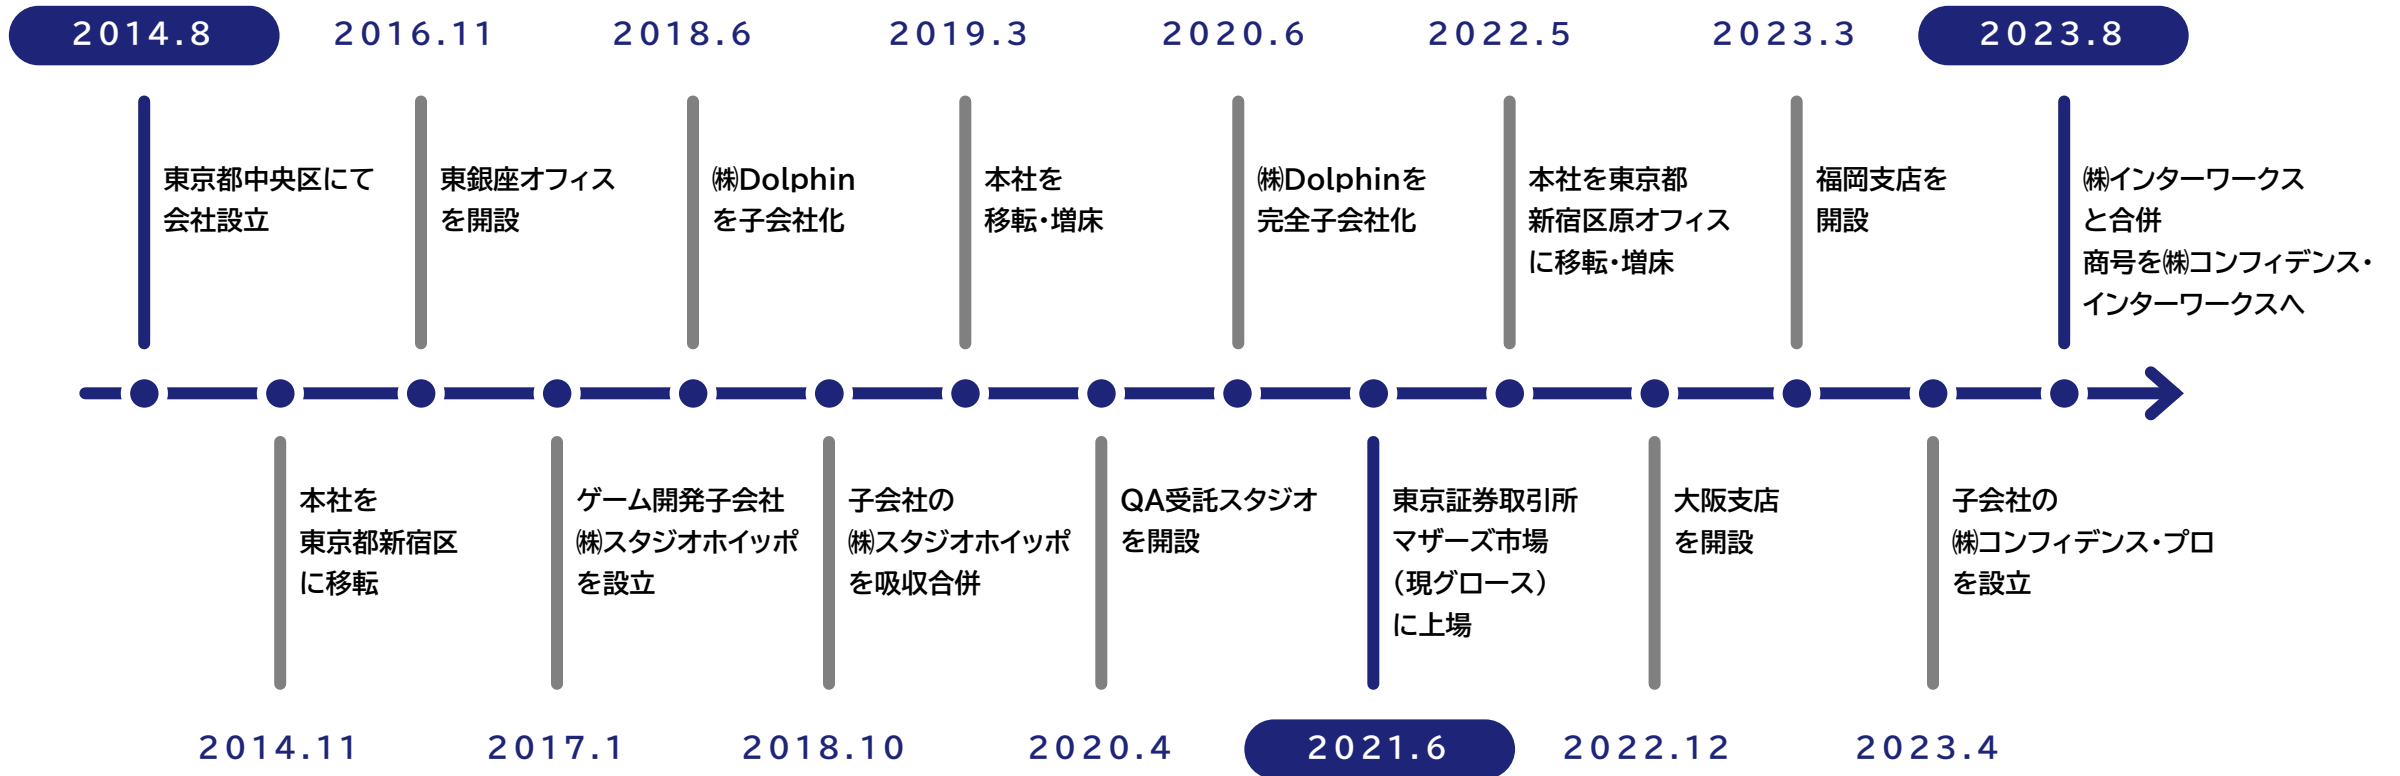 2014.8
東京都中央区にて
会社設立
2014.11
本社を
東京都新宿区
に移転
2016.11
東銀座オフィス
を開設
2017.1
ゲーム開発子会社
㈱スタジオホイッポ
を設立
2018.6
㈱Dolphin
を子会社化
2018.10
子会社の
㈱スタジオホイッポ
を吸収合併
2019.3
本社を
移転・増床
2020.4
QA受託スタジオ
を開設
2020.6
㈱Dolphinを
完全子会社化
2021.6
東京証券取引所
マザーズ市場
（現グロース）
に上場
2022.5
本社を東京都
新宿区原オフィス
に移転・増床
2022.12
大阪支店
を開設
2023.3
福岡支店を
開設
2023.4
子会社の
㈱コンフィデンス・プロ
を設立
2023.8
㈱インターワークス
と合併
商号を㈱コンフィデンス・
インターワークスへ